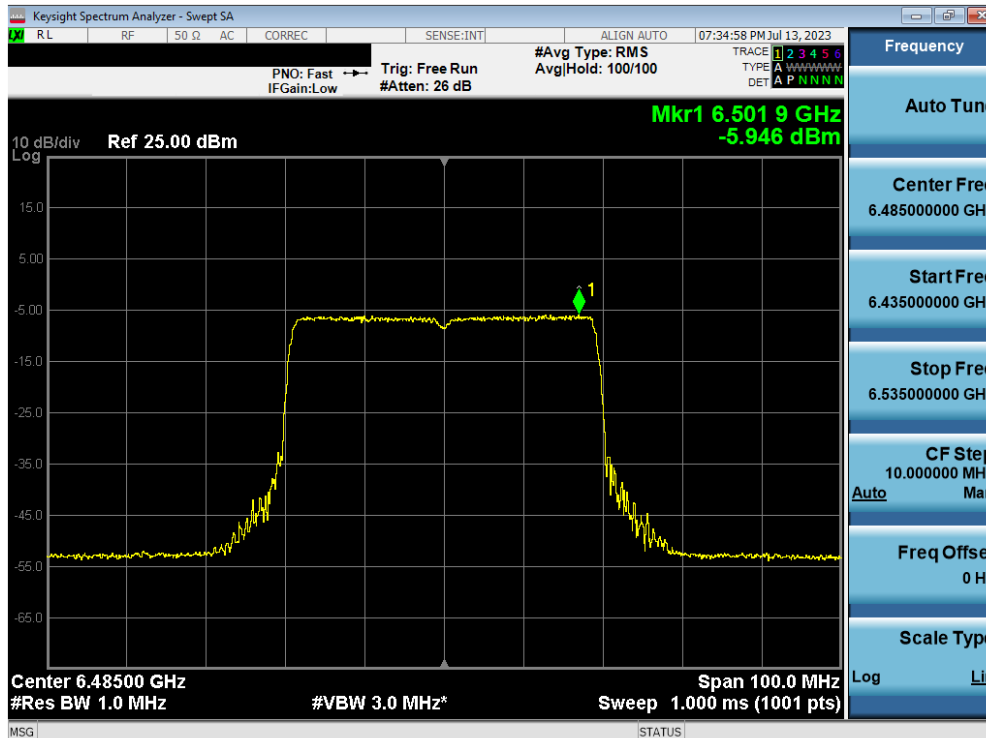 Keysight Spectrum Analyzer - Swept SA
LXI RL RF 50 Ω AC CORREC SENSE:INT ALIGN AUTO 07:34:58 PM Jul 13, 2023
PNO: Fast
IFGain:Low
Trig: Free Run
#Atten: 26 dB
#Avg Type: RMS
Avg|Hold: 100/100
TRACE 1 2 3 4 5 6
TYPE A WWWWW
DET A P N N N N
Mkr1 6.501 9 GHz
-5.946 dBm
10 dB/div Ref 25.00 dBm
Log
15.0
5.00
-5.00
-15.0
-25.0
-35.0
-45.0
-55.0
-65.0
1
Center 6.48500 GHz Span 100.0 MHz
#Res BW 1.0 MHz #VBW 3.0 MHz* Sweep 1.000 ms (1001 pts)
MSG STATUS
Frequency
Auto Tun
Center Fre
6.485000000 GH
Start Fre
6.435000000 GH
Stop Fre
6.535000000 GH
CF Step
10.000000 MH
Auto Ma
Freq Offse
0 H
Scale Type
Log Li